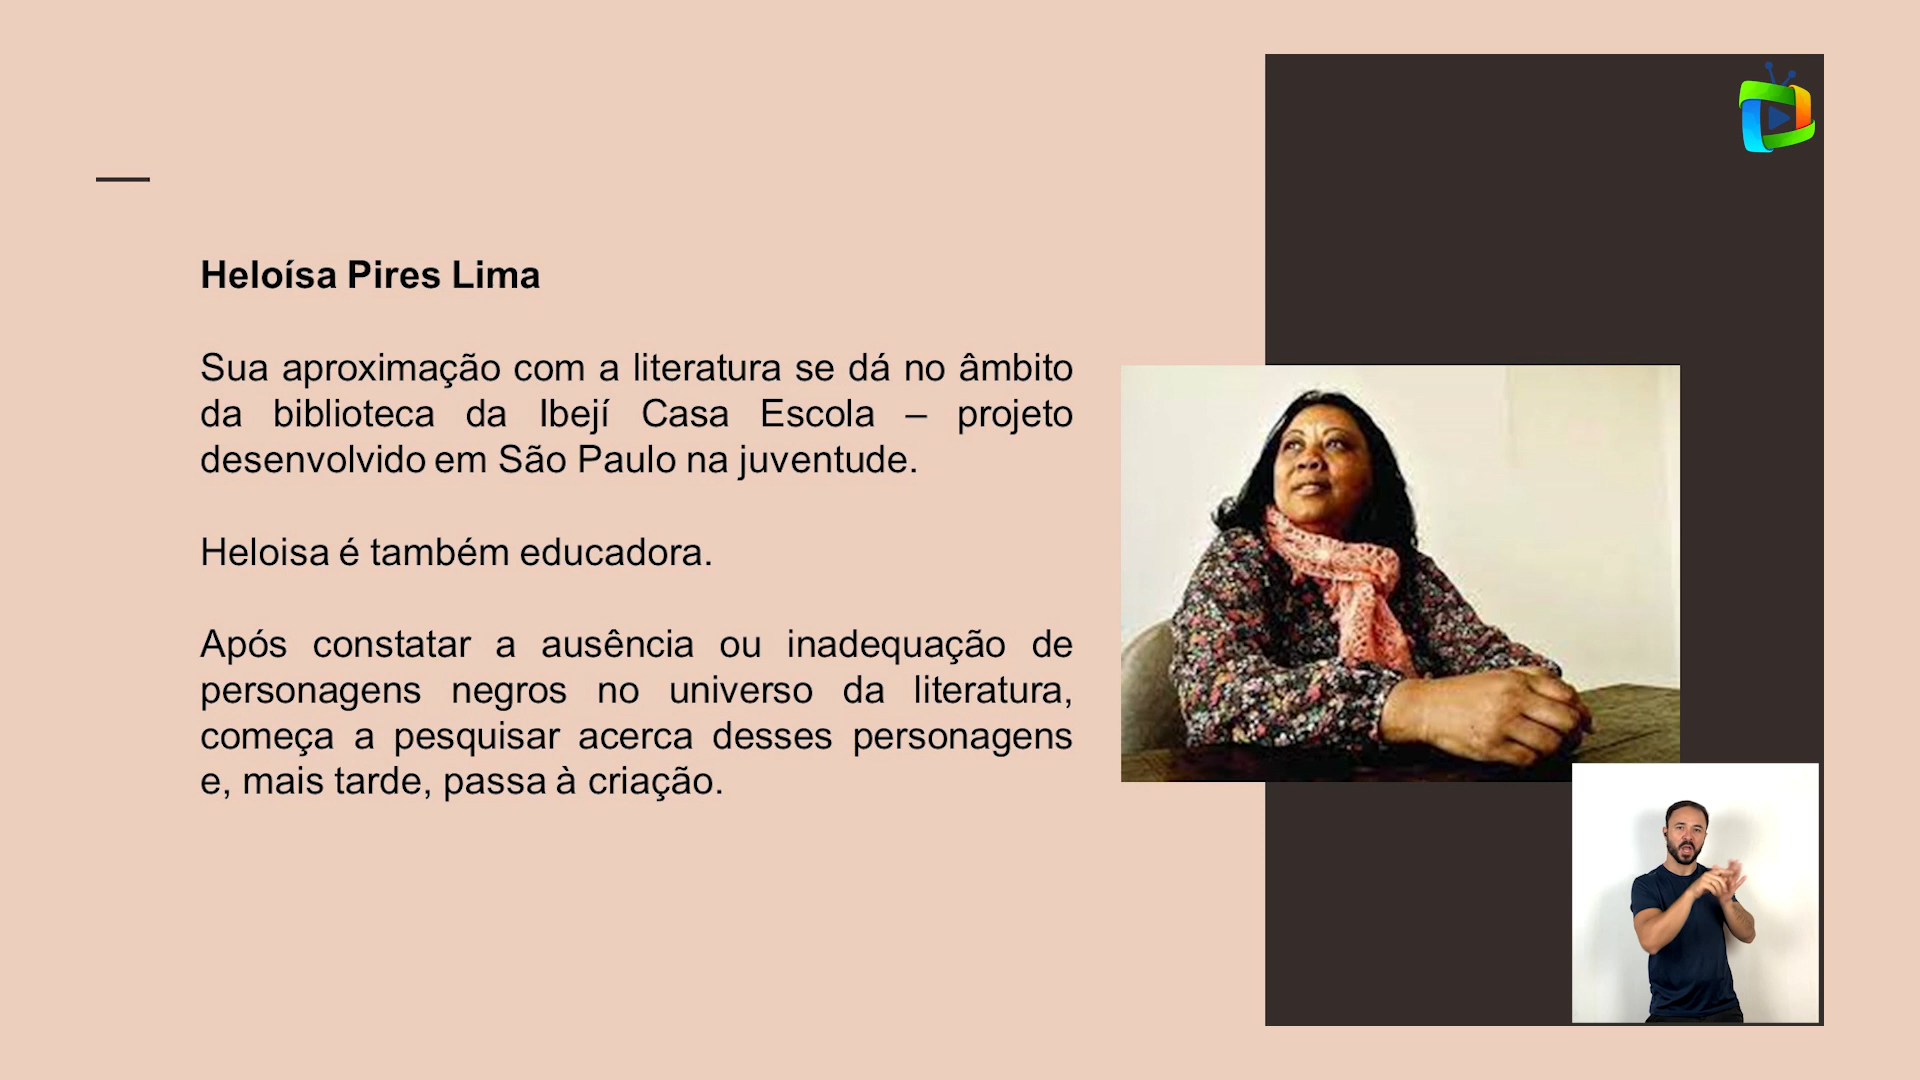 Heloísa Pires Lima
Sua aproximação com a literatura se dá no âmbito
da biblioteca da Ibejí Casa Escola – projeto
desenvolvido em São Paulo na juventude.
Heloisa é também educadora.
Após constatar a ausência ou inadequação de
personagens negros no universo da literatura,
começa a pesquisar acerca desses personagens
e, mais tarde, passa à criação.